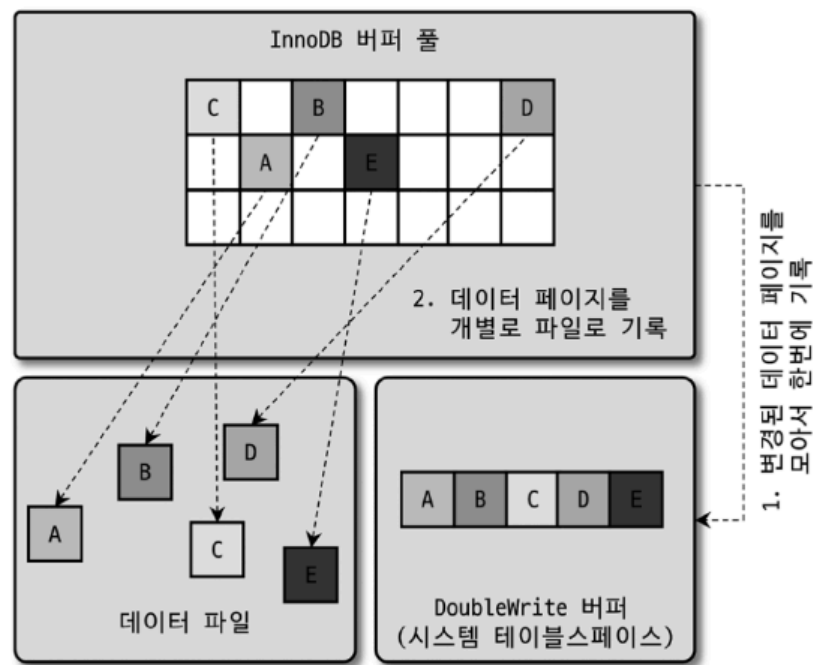 InnoDB 버퍼 풀
C
B
D
A
E
2. 데이터 페이지를
개별로 파일로 기록
1. 변경된 데이터 페이지를
모아서 한번에 기록
D
B
A
C
E
데이터 파일
A B C D E
DoubleWrite 버퍼
(시스템 테이블스페이스)